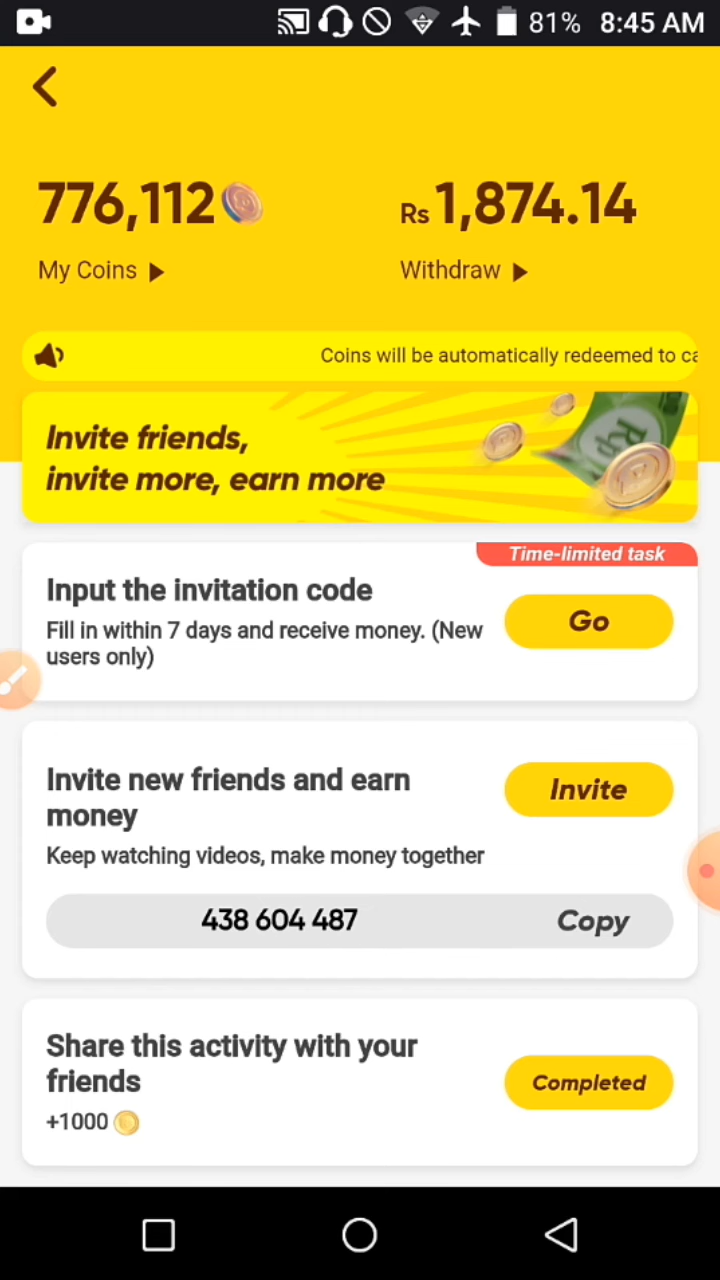 81% 8:45 AM
776,112
Rs 1,874.14
My Coins
Withdraw
Coins will be automatically redeemed to ca
Invite friends,
invite more, earn more
Time-limited task
Input the invitation code
Fill in within 7 days and receive money. (New
users only)
Go
Invite new friends and earn
money
Invite
Keep watching videos, make money together
438 604 487
Copy
Share this activity with your
friends
Completed
+1000